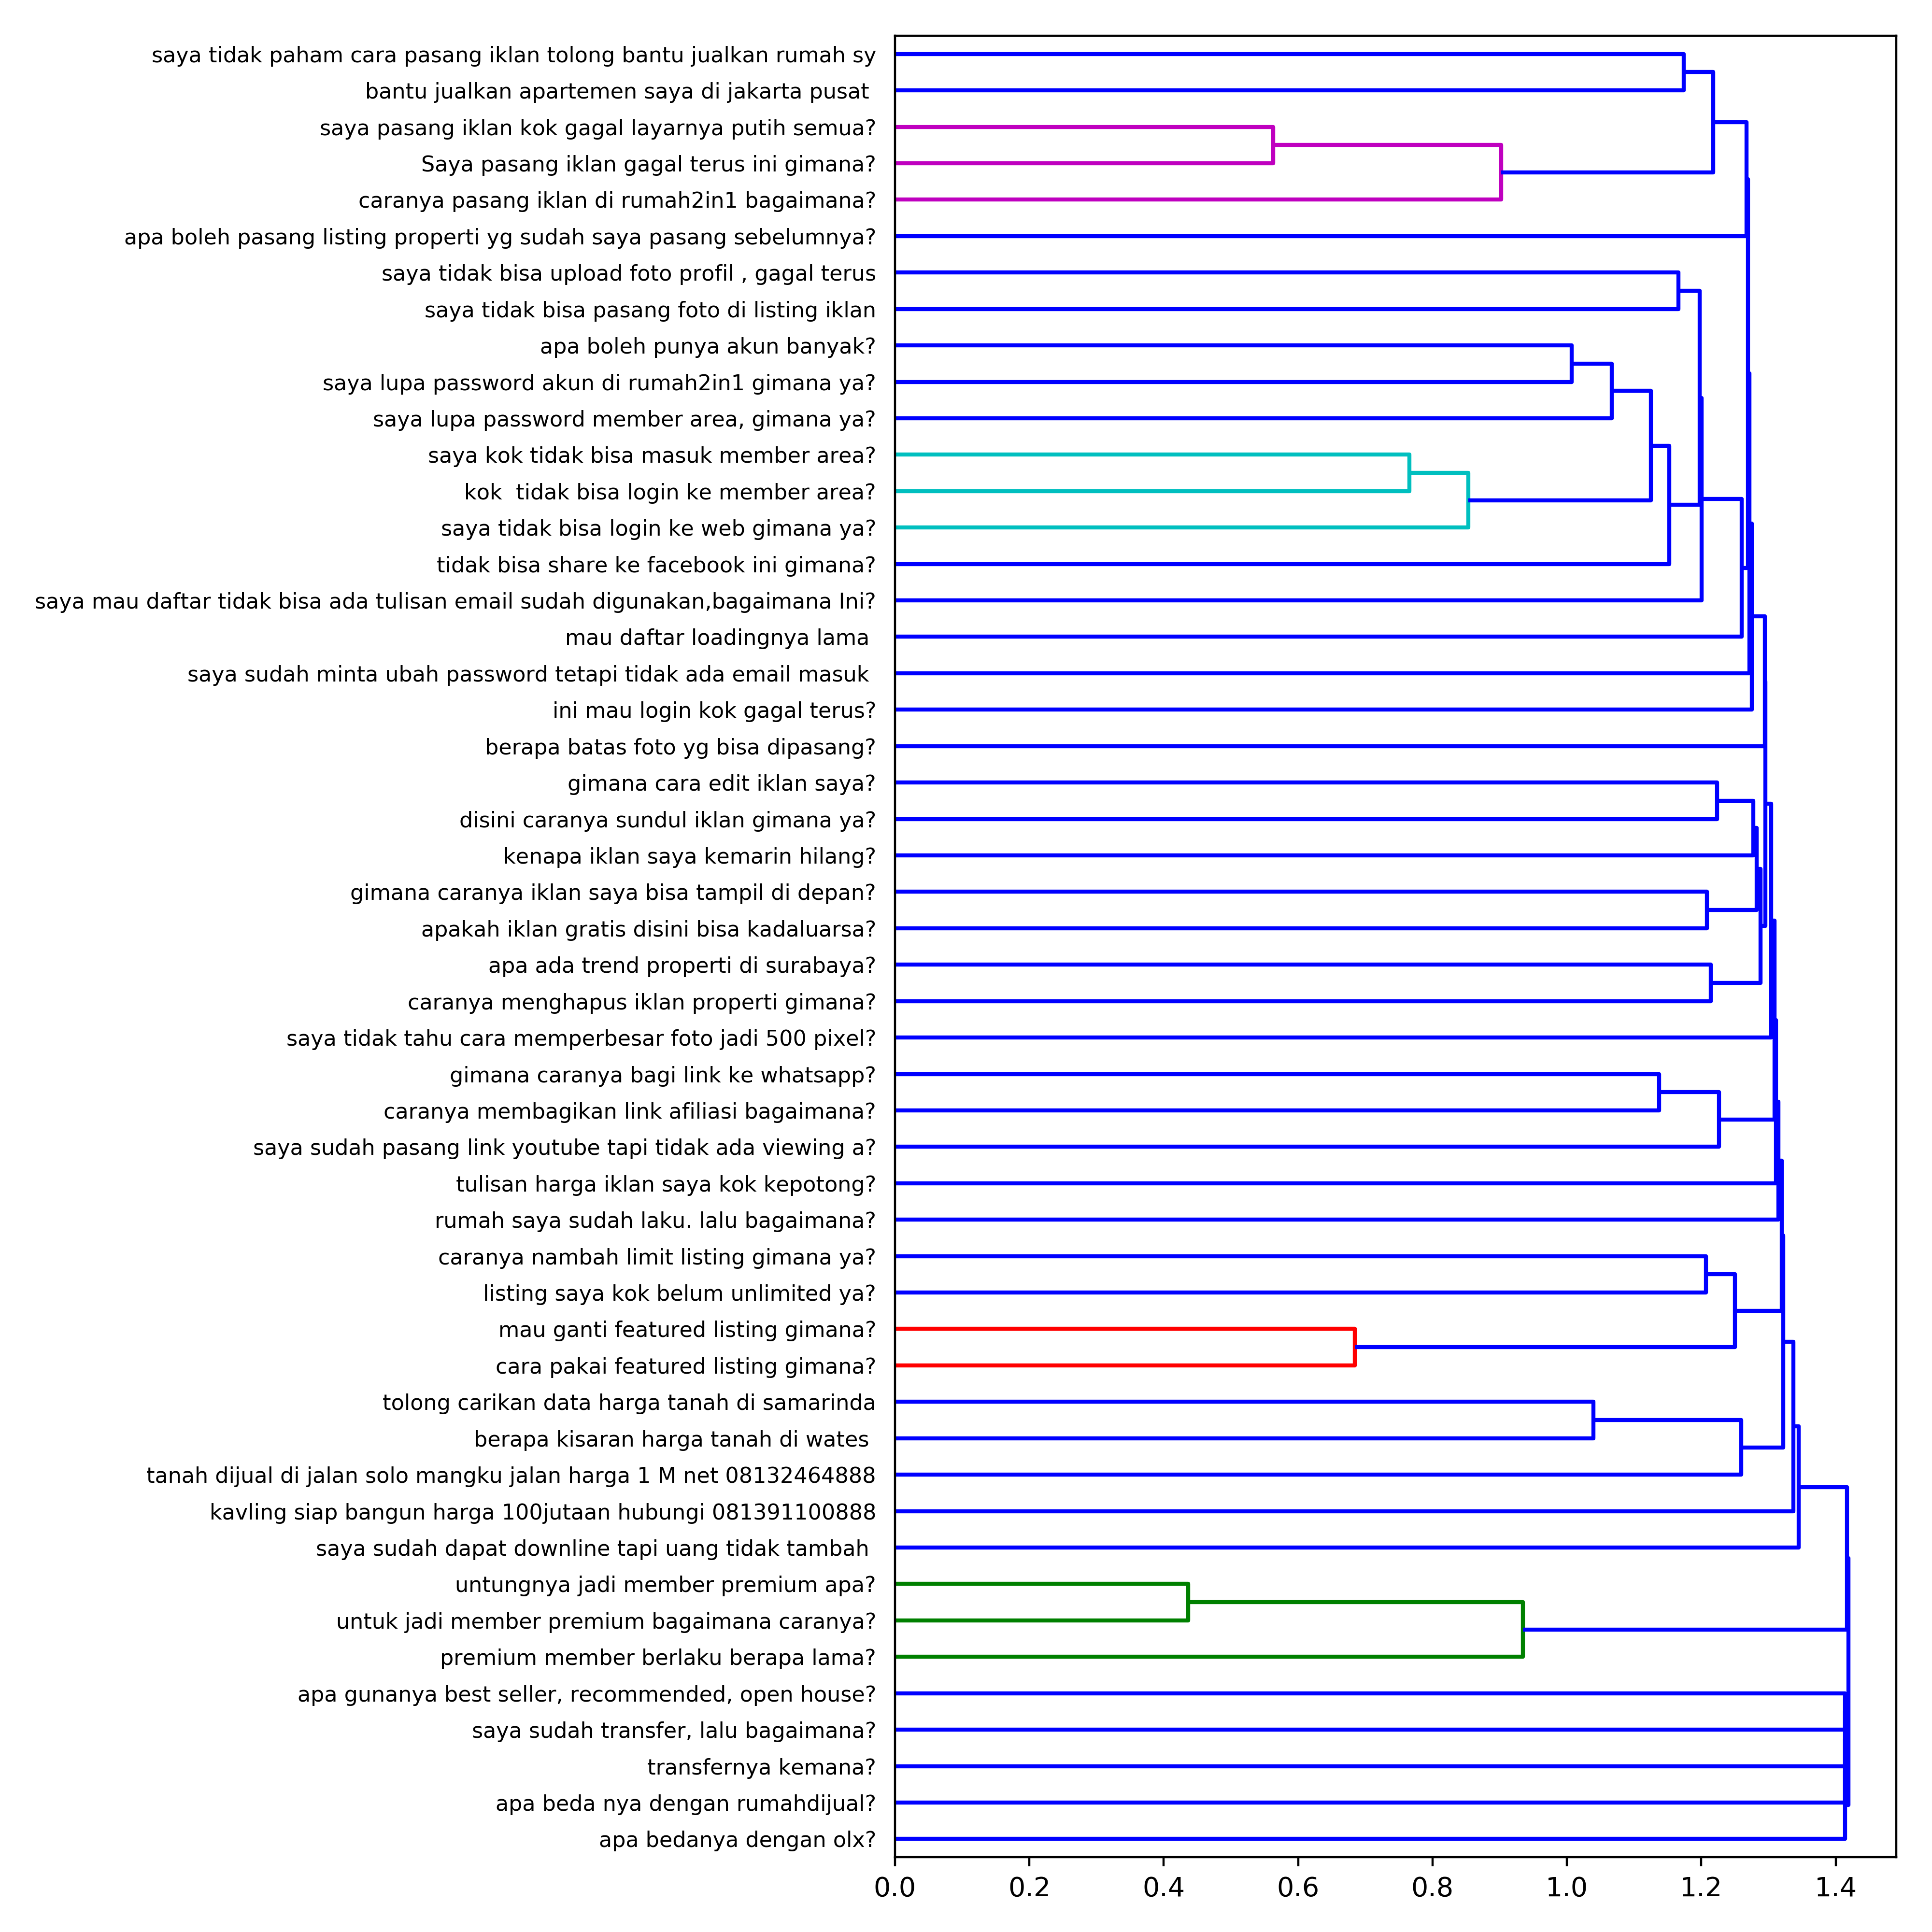 saya tidak paham cara pasang iklan tolong bantu jualkan rumah sy
bantu jualkan apartemen saya di jakarta pusat
saya pasang iklan kok gagal layarnya putih semua?
Saya pasang iklan gagal terus ini gimana?
caranya pasang iklan di rumah2in1 bagaimana?
apa boleh pasang listing properti yg sudah saya pasang sebelumnya?
saya tidak bisa upload foto profil , gagal terus
saya tidak bisa pasang foto di listing iklan
apa boleh punya akun banyak?
saya lupa password akun di rumah2in1 gimana ya?
saya lupa password member area, gimana ya?
saya kok tidak bisa masuk member area?
kok  tidak bisa login ke member area?
saya tidak bisa login ke web gimana ya?
tidak bisa share ke facebook ini gimana?
saya mau daftar tidak bisa ada tulisan email sudah digunakan,bagaimana Ini?
mau daftar loadingnya lama
saya sudah minta ubah password tetapi tidak ada email masuk
ini mau login kok gagal terus?
berapa batas foto yg bisa dipasang?
gimana cara edit iklan saya?
disini caranya sundul iklan gimana ya?
kenapa iklan saya kemarin hilang?
gimana caranya iklan saya bisa tampil di depan?
apakah iklan gratis disini bisa kadaluarsa?
apa ada trend properti di surabaya?
caranya menghapus iklan properti gimana?
saya tidak tahu cara memperbesar foto jadi 500 pixel?
gimana caranya bagi link ke whatsapp?
caranya membagikan link afiliasi bagaimana?
saya sudah pasang link youtube tapi tidak ada viewing a?
tulisan harga iklan saya kok kepotong?
rumah saya sudah laku. lalu bagaimana?
caranya nambah limit listing gimana ya?
listing saya kok belum unlimited ya?
mau ganti featured listing gimana?
cara pakai featured listing gimana?
tolong carikan data harga tanah di samarinda
berapa kisaran harga tanah di wates
tanah dijual di jalan solo mangku jalan harga 1 M net 08132464888
kavling siap bangun harga 100jutaan hubungi 081391100888
saya sudah dapat downline tapi uang tidak tambah
untungnya jadi member premium apa?
untuk jadi member premium bagaimana caranya?
premium member berlaku berapa lama?
apa gunanya best seller, recommended, open house?
saya sudah transfer, lalu bagaimana?
transfernya kemana?
apa beda nya dengan rumahdijual?
apa bedanya dengan olx?
0.0 0.2 0.4 0.6 0.8 1.0 1.2 1.4